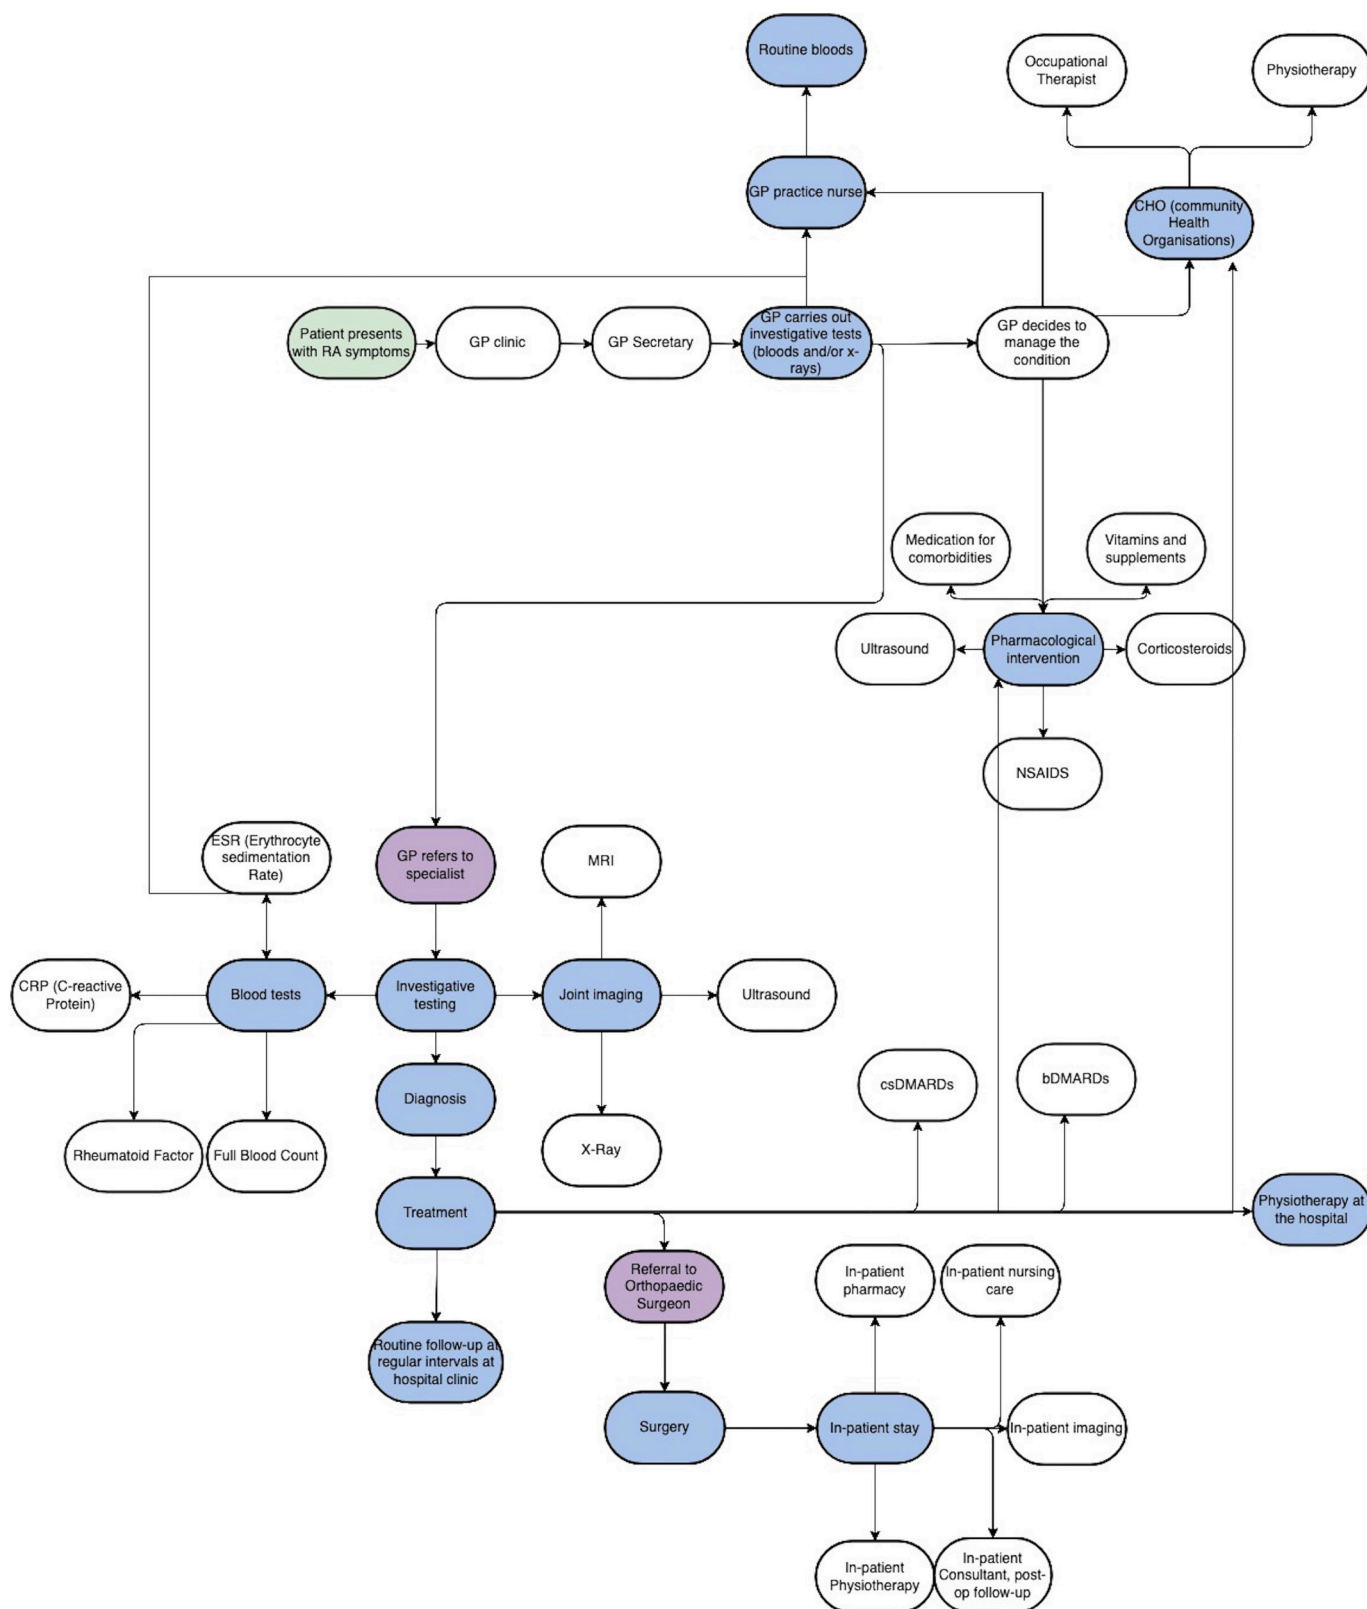 Routine bloods
Occupational
Therapist
Physiotherapy
GP practice nurse
CHO (community
Health
Organisations)
Patient presents
with RA symptoms
GP clinic
GP Secretary
GP carries out
investigative tests
(bloods and/or x-
rays)
GP decides to
manage the
condition
Medication for
comorbidities
Vitamins and
supplements
Ultrasound
Pharmacological
intervention
Corticosteroids
NSAIDS
ESR (Erythrocyte
sedimentation
Rate)
GP refers to
specialist
MRI
CRP (C-reactive
Protein)
Blood tests
Investigative
testing
Joint imaging
Ultrasound
Diagnosis
csDMARDs
bDMARDs
Rheumatoid Factor
Full Blood Count
X-Ray
Treatment
Physiotherapy at
the hospital
Referral to
Orthopaedic
Surgeon
In-patient
pharmacy
In-patient nursing
care
Routine follow-up at
regular intervals at
hospital clinic
Surgery
In-patient stay
In-patient imaging
In-patient
Physiotherapy
In-patient
Consultant, post-
op follow-up